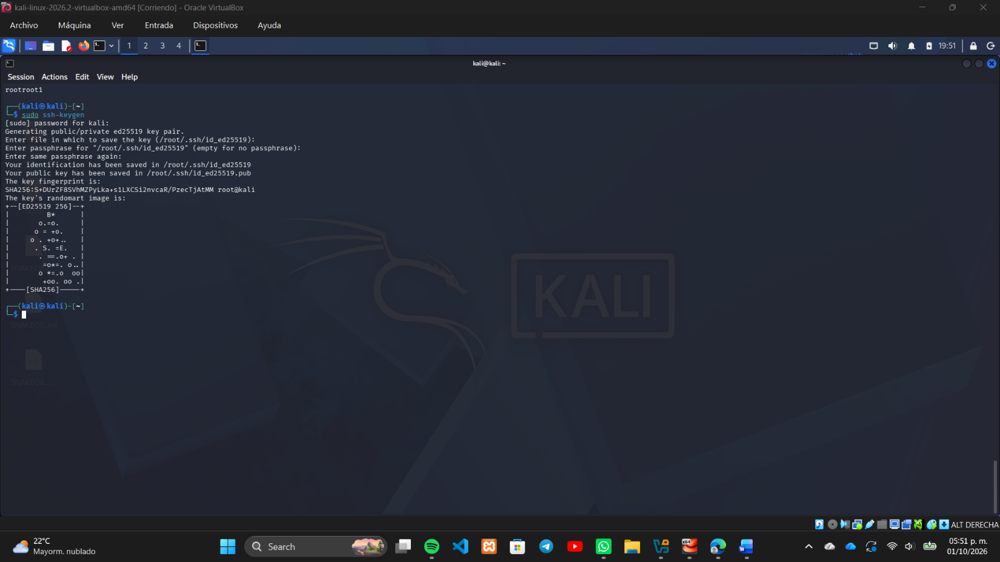 kali-linux-2026.2-virtualbox-amd64 [Corriendo] - Oracle VirtualBox
Archivo Máquina Ver Entrada Dispositivos Ayuda
1 2 3 4 19:51
kali@kali: ~
Session Actions Edit View Help
rootroot1
┌──(kali㉿kali)-[~]
└─$ sudo ssh-keygen
[sudo] password for kali:
Generating public/private ed25519 key pair.
Enter file in which to save the key (/root/.ssh/id_ed25519):
Enter passphrase for "/root/.ssh/id_ed25519" (empty for no passphrase):
Enter same passphrase again:
Your identification has been saved in /root/.ssh/id_ed25519
Your public key has been saved in /root/.ssh/id_ed25519.pub
The key fingerprint is:
SHA256:S+DUrZF8SVhMZPyLka+s1LXCSi2nvcaR/PzecTjAtMM root@kali
The key's randomart image is:
+--[ED25519 256]--+
|         B*      |
|       o.=o.     |
|      o = +o.    |
|     o . +o+..   |
|      . S. =E.   |
|       . ==.o+ . |
|        =o*=. o..|
|       o *=.o  oo|
|        +oo. oo .|
+----[SHA256]-----+
┌──(kali㉿kali)-[~]
└─$
KALI
SNAKEOIL.mf
SNAKEOIL...
ALT DERECHA
22°C
Mayorm. nublado
Search
05:51 p. m.
01/10/2026